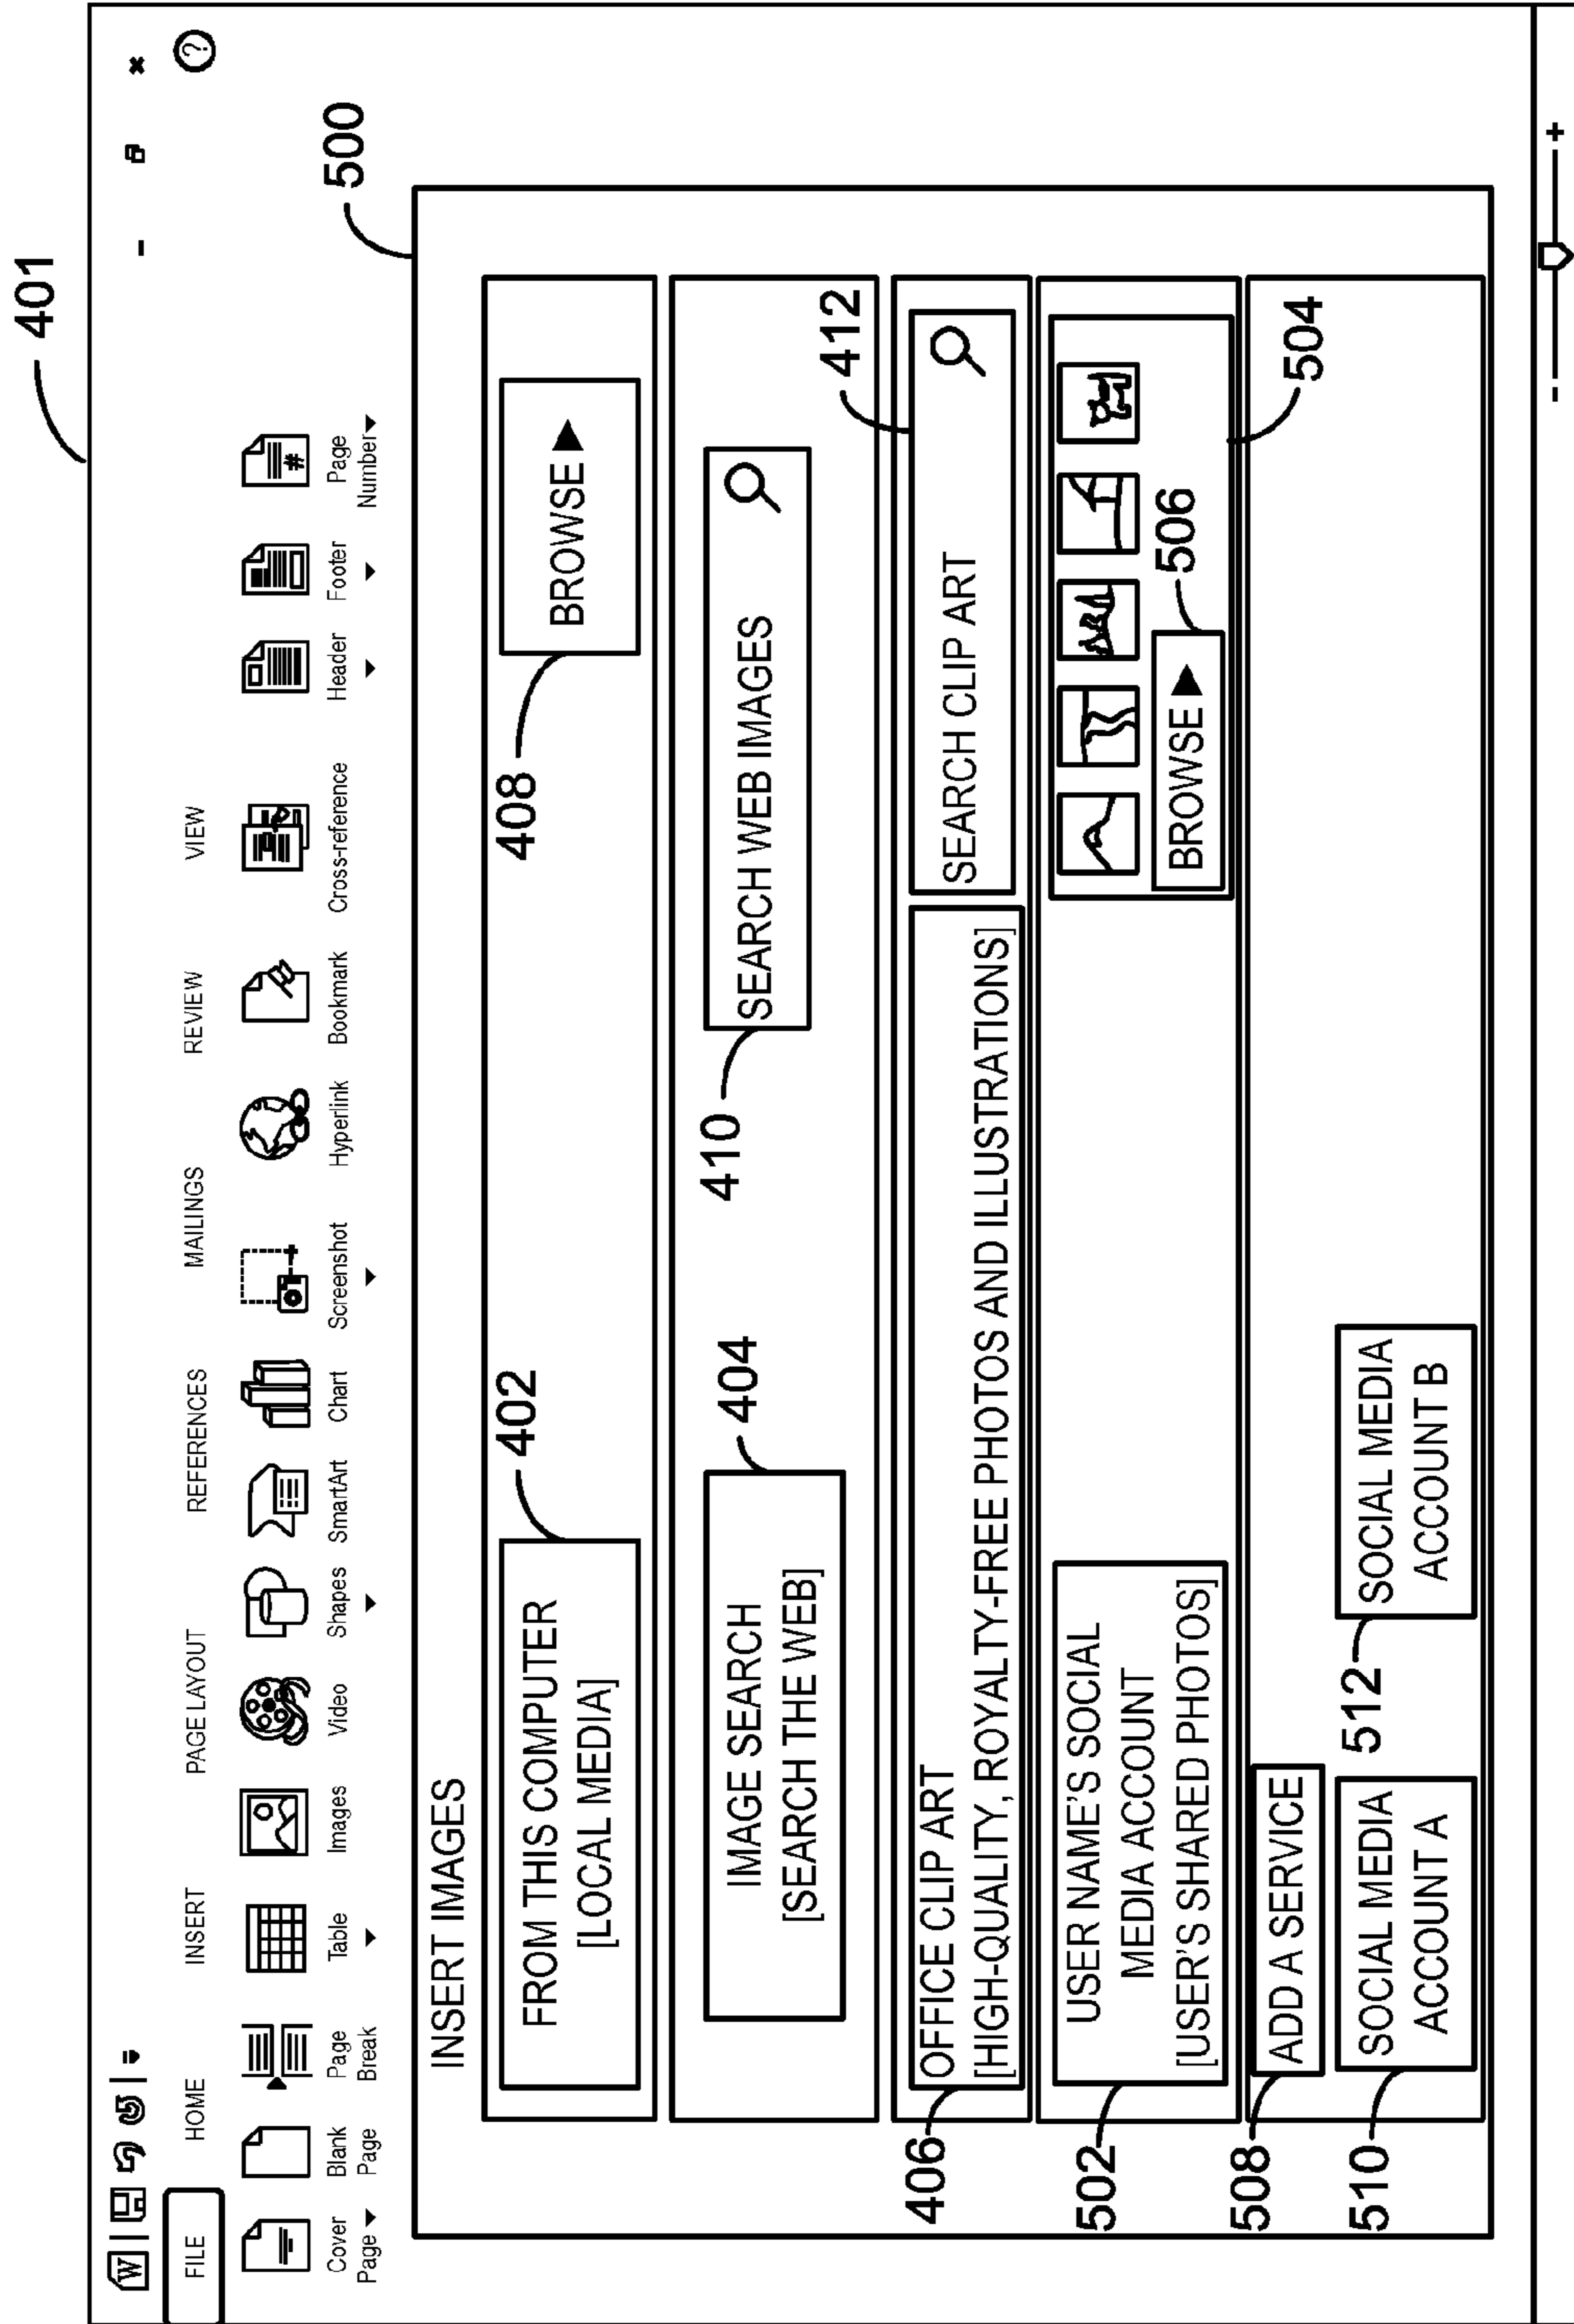 401
W
?
FILE HOME INSERT PAGE LAYOUT REFERENCES MAILINGS REVIEW VIEW
Cover Page
Blank Page
Page Break
Table
Images
Video
Shapes
SmartArt
Chart
Screenshot
Hyperlink
Bookmark
Cross-reference
Header
Footer
#
Page Number
500
INSERT IMAGES
402
FROM THIS COMPUTER
[LOCAL MEDIA]
408
BROWSE
404
IMAGE SEARCH
[SEARCH THE WEB]
410
SEARCH WEB IMAGES
406
OFFICE CLIP ART
[HIGH-QUALITY, ROYALTY-FREE PHOTOS AND ILLUSTRATIONS]
412
SEARCH CLIP ART
502
USER NAME'S SOCIAL
MEDIA ACCOUNT
[USER'S SHARED PHOTOS]
506
BROWSE
504
508
ADD A SERVICE
510
SOCIAL MEDIA
ACCOUNT A
512
SOCIAL MEDIA
ACCOUNT B
- +